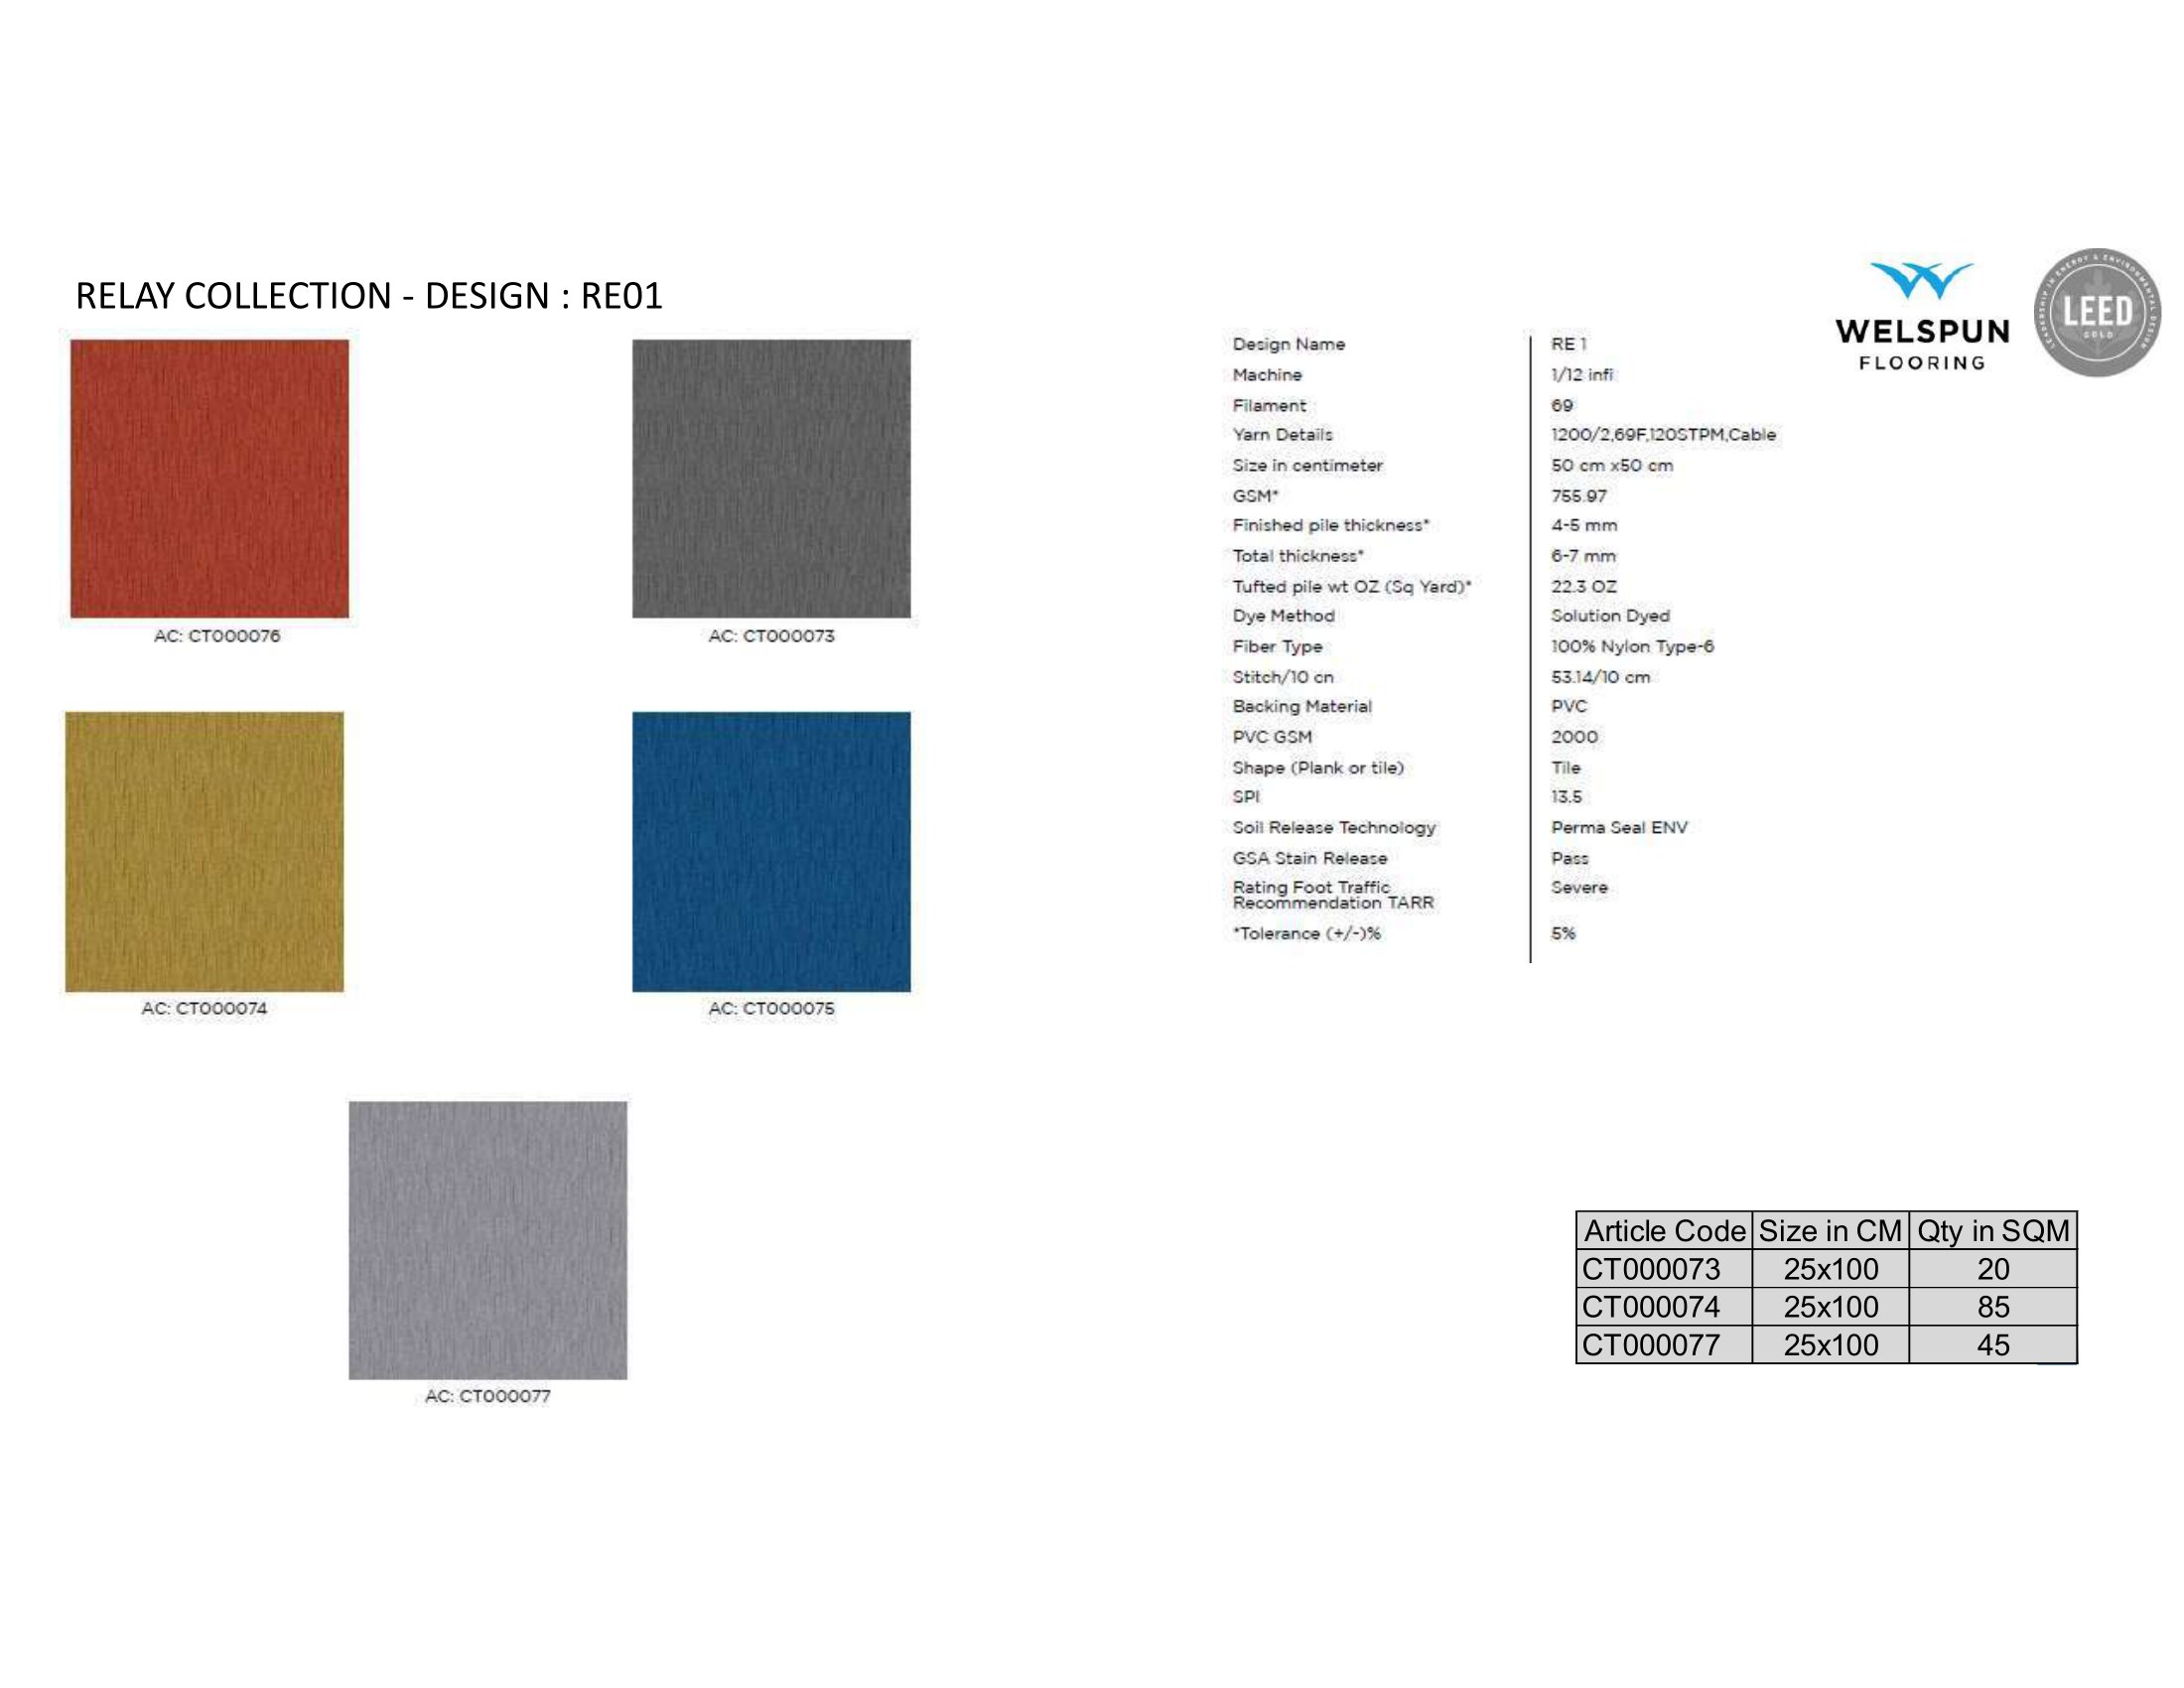 RELAY COLLECTION - DESIGN : RE01
AC: CT000076
AC: CT000073
AC: CT000074
AC: CT000075
AC: CT000077
WELSPUN
FLOORING
LEADERSHIP IN ENERGY & ENVIRONMENTAL DESIGN
LEED
GOLD
Design Name RE 1
Machine 1/12 infi
Filament 69
Yarn Details 1200/2,69F,120STPM,Cable
Size in centimeter 50 cm x50 cm
GSM* 755.97
Finished pile thickness* 4-5 mm
Total thickness* 6-7 mm
Tufted pile wt OZ (Sq Yard)* 22.3 OZ
Dye Method Solution Dyed
Fiber Type 100% Nylon Type-6
Stitch/10 cn 53.14/10 cm
Backing Material PVC
PVC GSM 2000
Shape (Plank or tile) Tile
SPI 13.5
Soil Release Technology Perma Seal ENV
GSA Stain Release Pass
Rating Foot Traffic Severe
Recommendation TARR
*Tolerance (+/-)% 5%
Article Code Size in CM Qty in SQM
CT000073 25x100 20
CT000074 25x100 85
CT000077 25x100 45